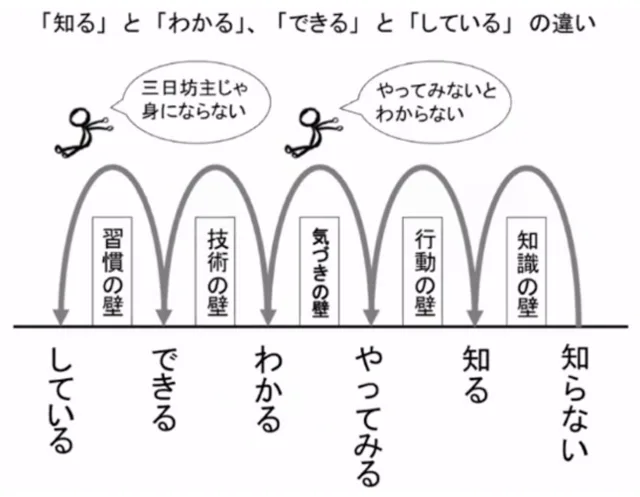 「知る」と「わかる」、「できる」と「している」の違い
三日坊主じゃ
身にならない
やってみないと
わからない
知識の壁
行動の壁
気づきの壁
技術の壁
習慣の壁
知らない
知る
やってみる
わかる
できる
している